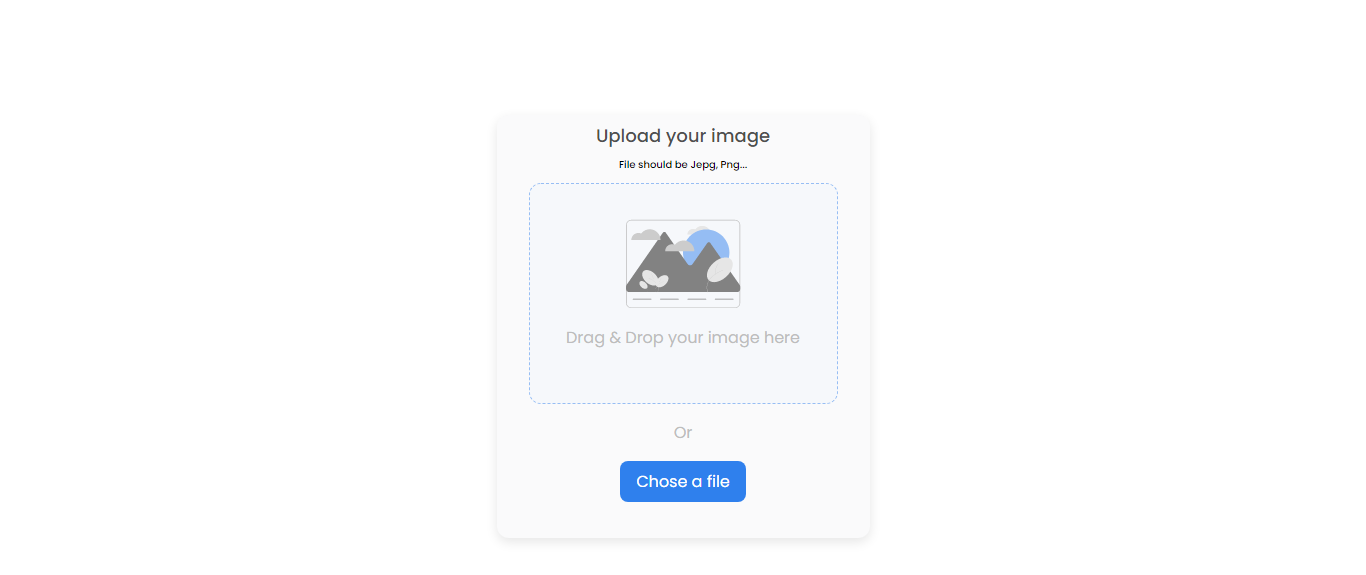 Upload your image
File should be Jepg, Png...
Drag & Drop your image here
Or
Chose a file